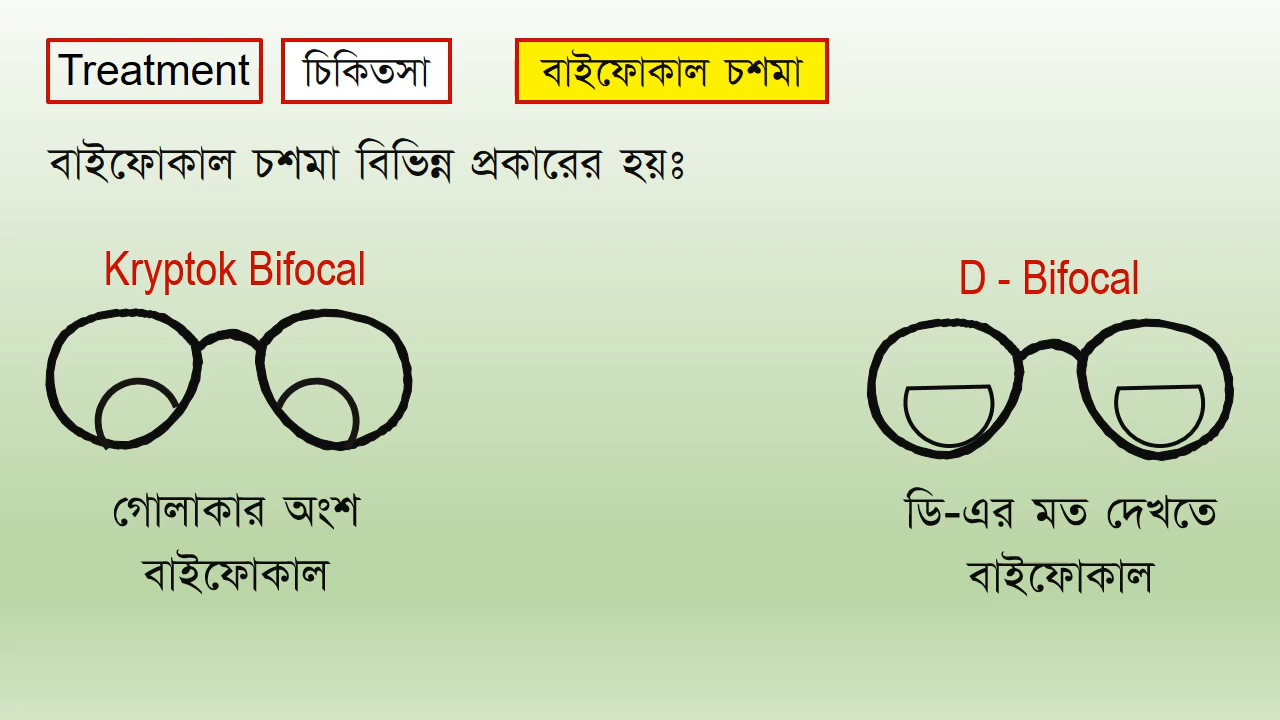 Treatment চিকিতসা বাইফোকাল চশমা
বাইফোকাল চশমা বিভিন্ন প্রকারের হয়ঃ
Kryptok Bifocal
D - Bifocal
গোলাকার অংশ
বাইফোকাল
ডি-এর মত দেখতে
বাইফোকাল